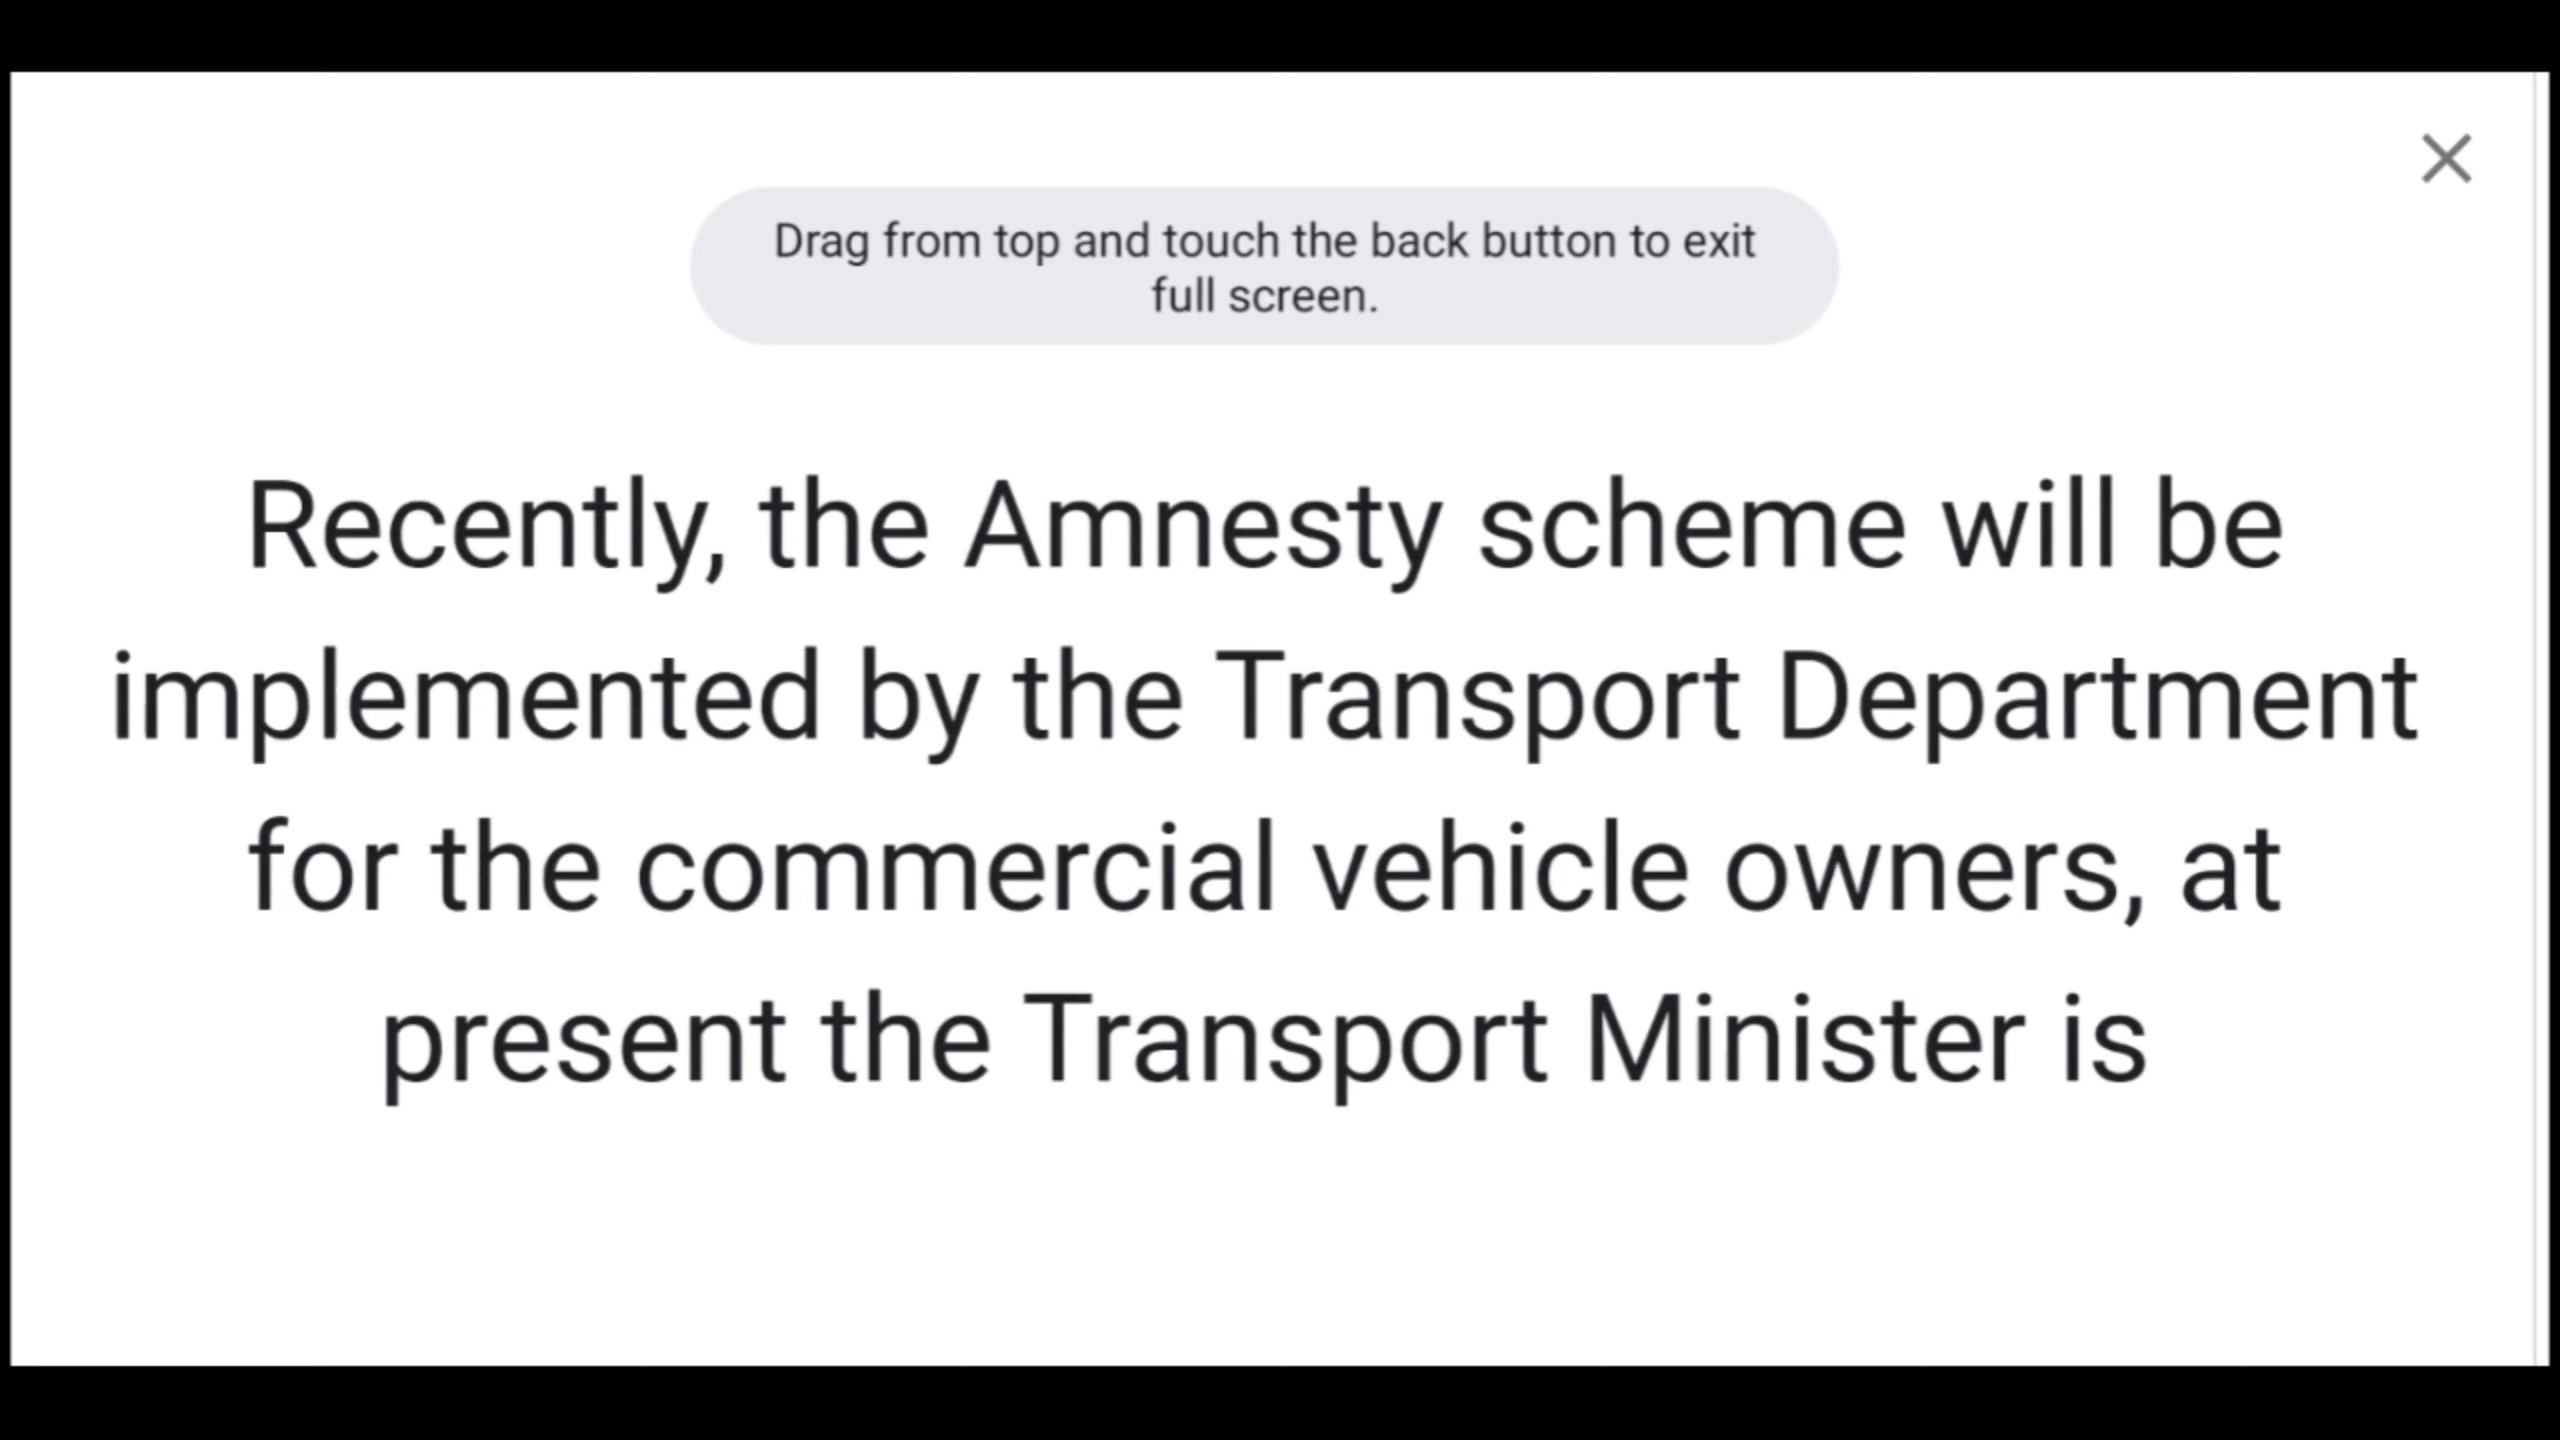 Drag from top and touch the back button to exit
full screen.
Recently, the Amnesty scheme will be
implemented by the Transport Department
for the commercial vehicle owners, at
present the Transport Minister is